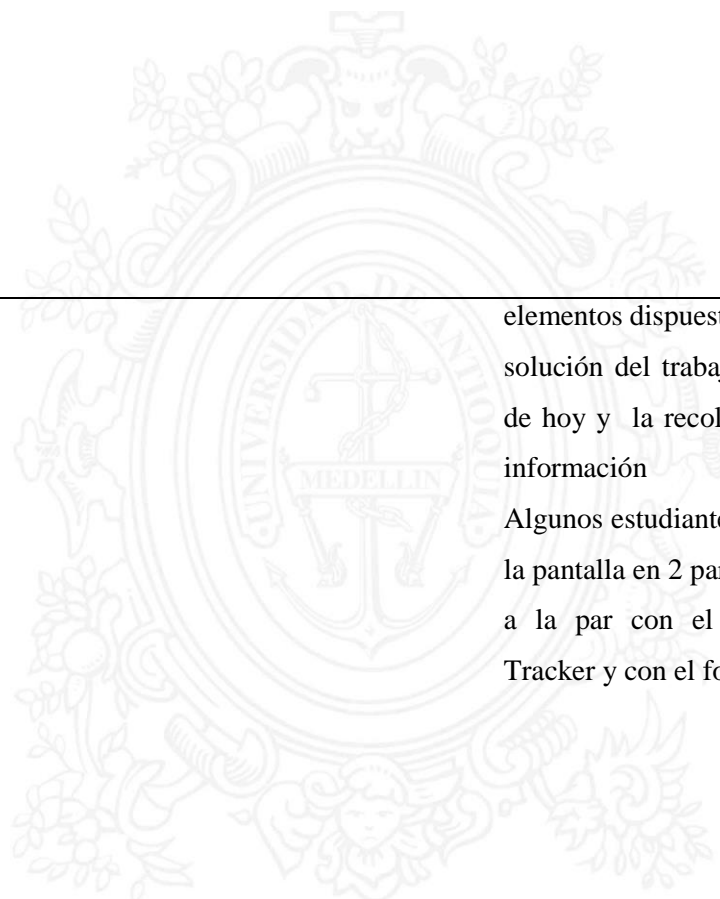 UNIVERSIDAD DE ANTIOQUIA
MEDELLIN
elementos dispuest
solución del traba
de hoy y la recol
información
Algunos estudiante
la pantalla en 2 pa
a la par con el
Tracker y con el fo